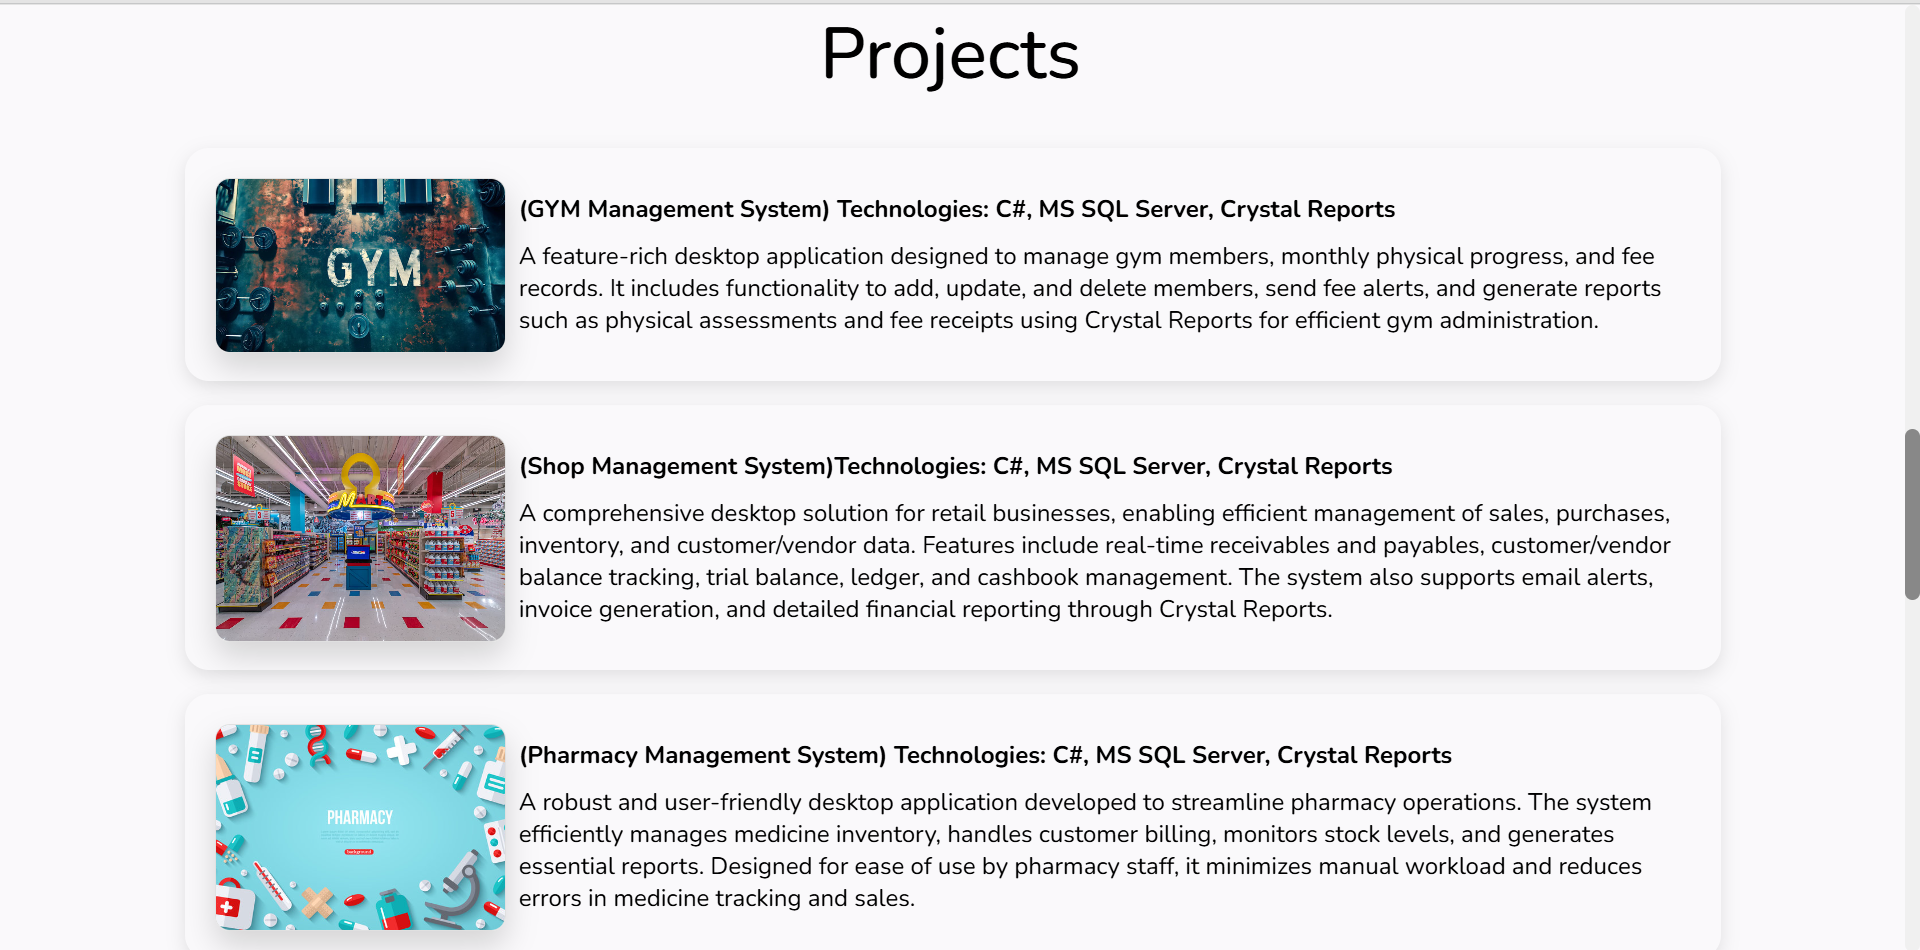 Projects
GYM
(GYM Management System) Technologies: C#, MS SQL Server, Crystal Reports
A feature-rich desktop application designed to manage gym members, monthly physical progress, and fee
records. It includes functionality to add, update, and delete members, send fee alerts, and generate reports
such as physical assessments and fee receipts using Crystal Reports for efficient gym administration.
MART
(Shop Management System)Technologies: C#, MS SQL Server, Crystal Reports
A comprehensive desktop solution for retail businesses, enabling efficient management of sales, purchases,
inventory, and customer/vendor data. Features include real-time receivables and payables, customer/vendor
balance tracking, trial balance, ledger, and cashbook management. The system also supports email alerts,
invoice generation, and detailed financial reporting through Crystal Reports.
PHARMACY
background
(Pharmacy Management System) Technologies: C#, MS SQL Server, Crystal Reports
A robust and user-friendly desktop application developed to streamline pharmacy operations. The system
efficiently manages medicine inventory, handles customer billing, monitors stock levels, and generates
essential reports. Designed for ease of use by pharmacy staff, it minimizes manual workload and reduces
errors in medicine tracking and sales.